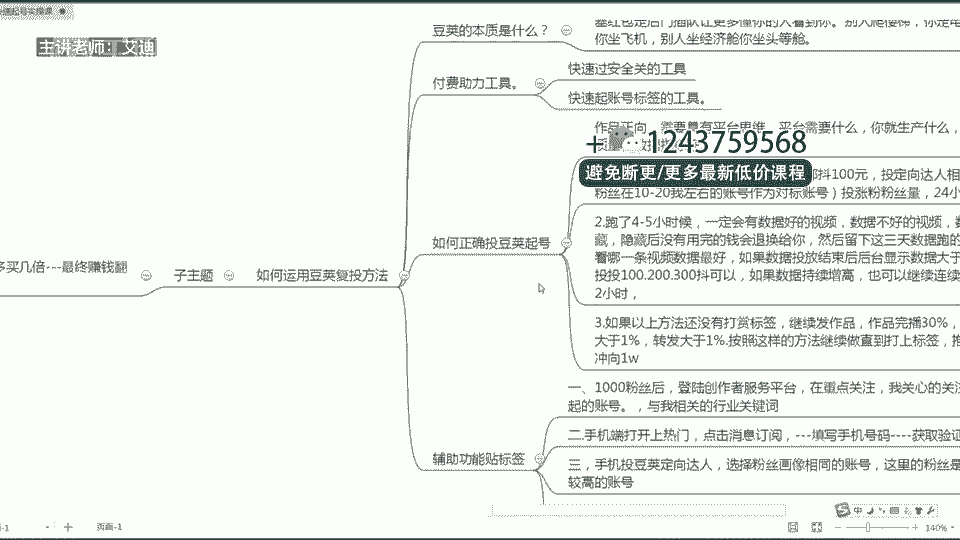 速起号实操课
主讲老师：艾迪
豆荚的本质是什么？
塞红包是后门插队让更多懂你的人看到你。别人爬楼梯，你是电
你坐飞机，别人坐经济舱你坐头等舱。
付费助力工具。
快速过安全关的工具
快速起账号标签的工具。
作品正向，需要具有平台思维，平台需要什么，你就生产什么，
+ 1243759568
避免断更/更多最新低价课程
抖100元，投定向达人相
粉丝在10-20我左右的账号作为对标账号）投涨粉粉丝量，24小
如何正确投豆荚起号
2.跑了4-5小时候，一定会有数据好的视频，数据不好的视频，数
藏，隐藏后没有用完的钱会退换给你，然后留下这三天数据跑的
看哪一条视频数据最好，如果数据投放结束后后台显示数据大于
投投100.200.300抖可以，如果数据持续增高，也可以继续连续
2小时，
多买几倍---最终赚钱翻
子主题
如何运用豆荚复投方法
3.如果以上方法还没有打赏标签，继续发作品，作品完播30%，
大于1%，转发大于1%.按照这样的方法继续做直到打上标签，推
冲向1w
一、1000粉丝后，登陆创作者服务平台，在重点关注，我关心的关注
起的账号。，与我相关的行业关键词
二.手机端打开上热门，点击消息订阅，---填写手机号码----获取验证
辅助功能贴标签
三，手机投豆荚定向达人，选择粉丝画像相同的账号，这里的粉丝是
较高的账号
中
-1
页面-1
140%